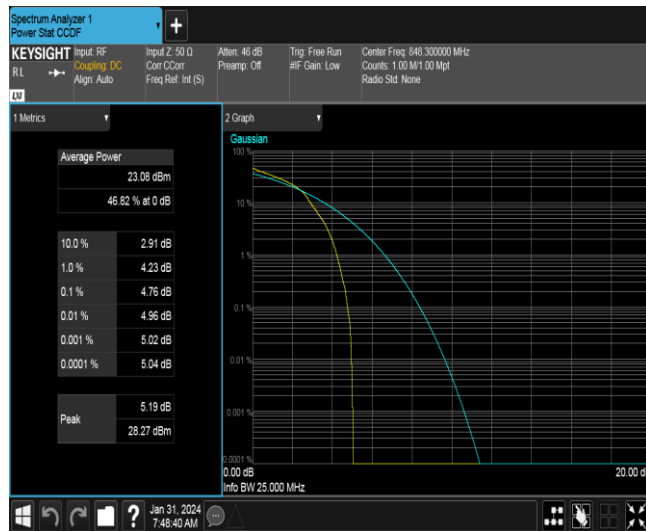 Spectrum Analyzer 1
Power Stat CCDF
+
KEYSIGHT
RL
LXI
Input: RF
Coupling: DC
Align: Auto
Input Z: 50 Ω
Corr CCorr
Freq Ref: Int (S)
Atten: 46 dB
Preamp: Off
Trig: Free Run
#IF Gain: Low
Center Freq: 848.300000 MHz
Counts: 1.00 M/1.00 Mpt
Radio Std: None
1 Metrics
Average Power
23.08 dBm
46.82 % at 0 dB
10.0 % 2.91 dB
1.0 % 4.23 dB
0.1 % 4.76 dB
0.01 % 4.96 dB
0.001 % 5.02 dB
0.0001 % 5.04 dB
Peak
5.19 dB
28.27 dBm
2 Graph
Gaussian
100 %
10 %
1 %
0.1 %
0.01 %
0.001 %
0.0001 %
0.00 dB 20.00 d
Info BW 25.000 MHz
?
Jan 31, 2024
7:48:40 AM